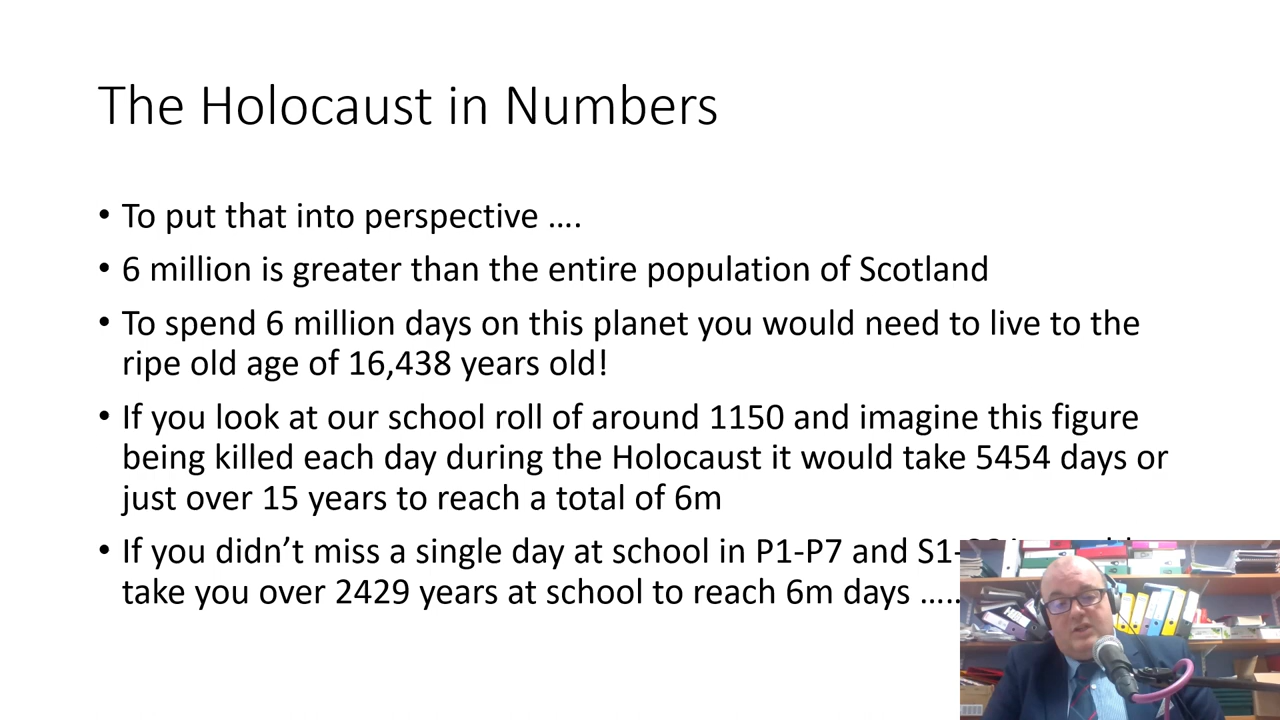 The Holocaust in Numbers
• To put that into perspective ….
• 6 million is greater than the entire population of Scotland
• To spend 6 million days on this planet you would need to live to the
ripe old age of 16,438 years old!
• If you look at our school roll of around 1150 and imagine this figure
being killed each day during the Holocaust it would take 5454 days or
just over 15 years to reach a total of 6m
• If you didn’t miss a single day at school in P1-P7 and S1-
take you over 2429 years at school to reach 6m days …..